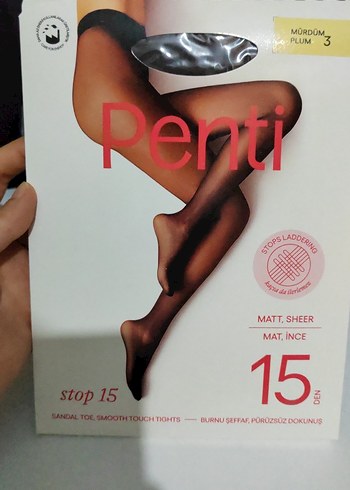 MÜRDÜM
PLUM 3
Penti
STOPS LADDERING
kaçsa da ilerlemez
MATT, SHEER
MAT, İNCE
15 DEN
stop 15
SANDAL TOE, SMOOTH TOUCH TIGHTS — BURNU ŞEFFAF, PÜRÜZSÜZ DOKUNUŞ